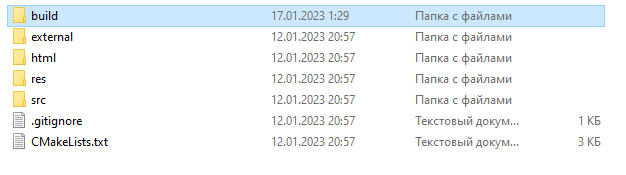 build 17.01.2023 1:29 Папка с файлами
external 12.01.2023 20:57 Папка с файлами
html 12.01.2023 20:57 Папка с файлами
res 12.01.2023 20:57 Папка с файлами
src 12.01.2023 20:57 Папка с файлами
.gitignore 12.01.2023 20:57 Текстовый докум... 1 КБ
CMakeLists.txt 12.01.2023 20:57 Текстовый докум... 3 КБ